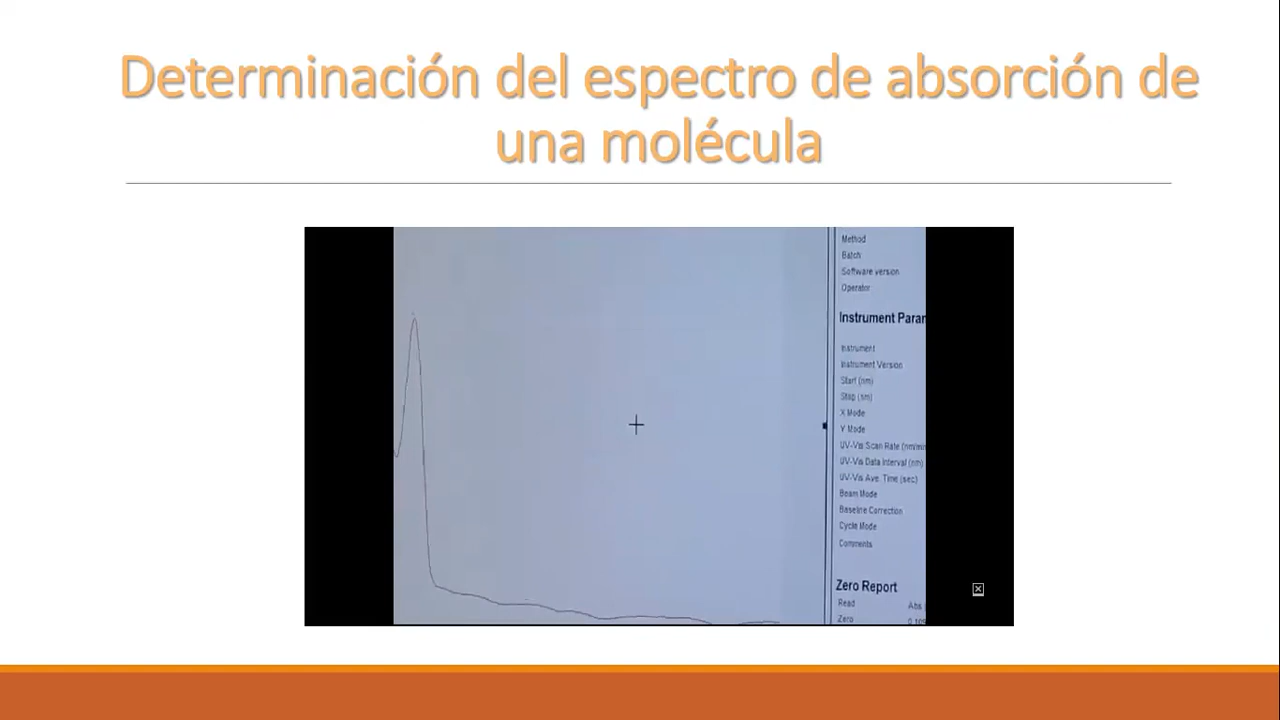 Determinación del espectro de absorción de
una molécula
Method
Batch
Software version
Operator
Instrument Param
Instrument
Instrument Version
Start (nm)
Stop (nm)
X Mode
Y Mode
UV-Vis Scan Rate (nm/min
UV-Vis Data Interval (nm)
UV-Vis Ave. Time (sec)
Beam Mode
Baseline Correction
Cycle Mode
Comments
Zero Report
Read Abs
Zero